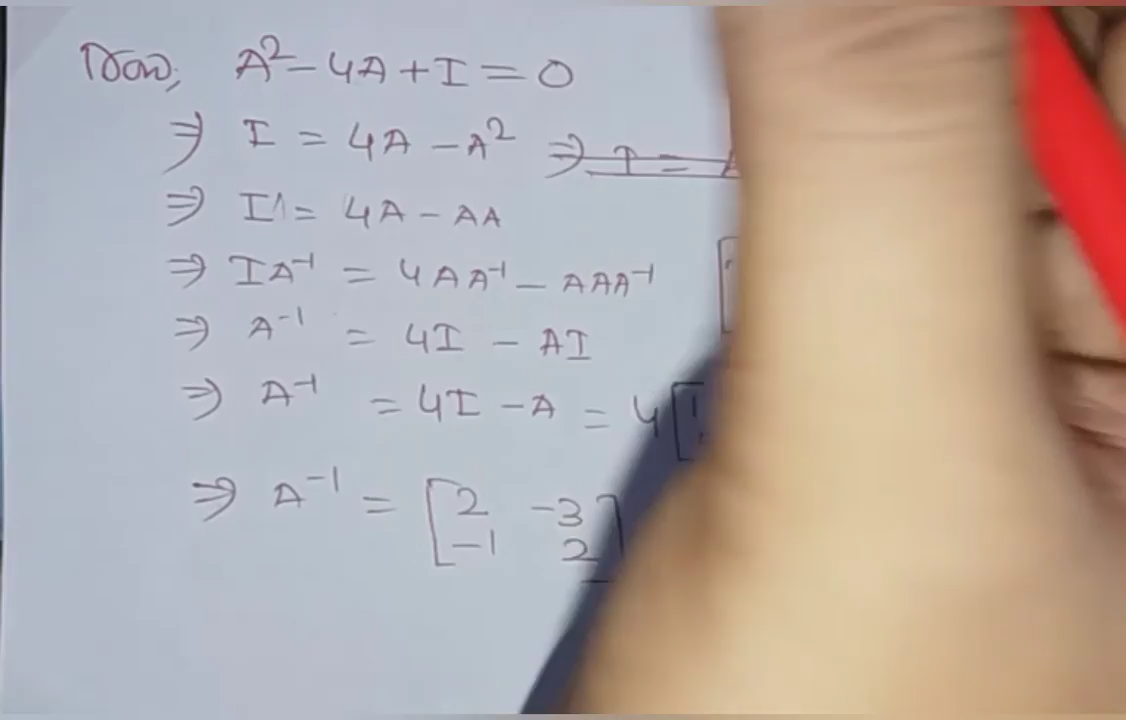 Now, A² - 4A + I = 0
⇒ I = 4A - A² ⇒ I =
⇒ I = 4A - AA
⇒ IA⁻¹ = 4AA⁻¹ - AAA⁻¹
⇒ A⁻¹ = 4I - AI
⇒ A⁻¹ = 4I - A = 4[1
⇒ A⁻¹ = [2 -3
-1 2]